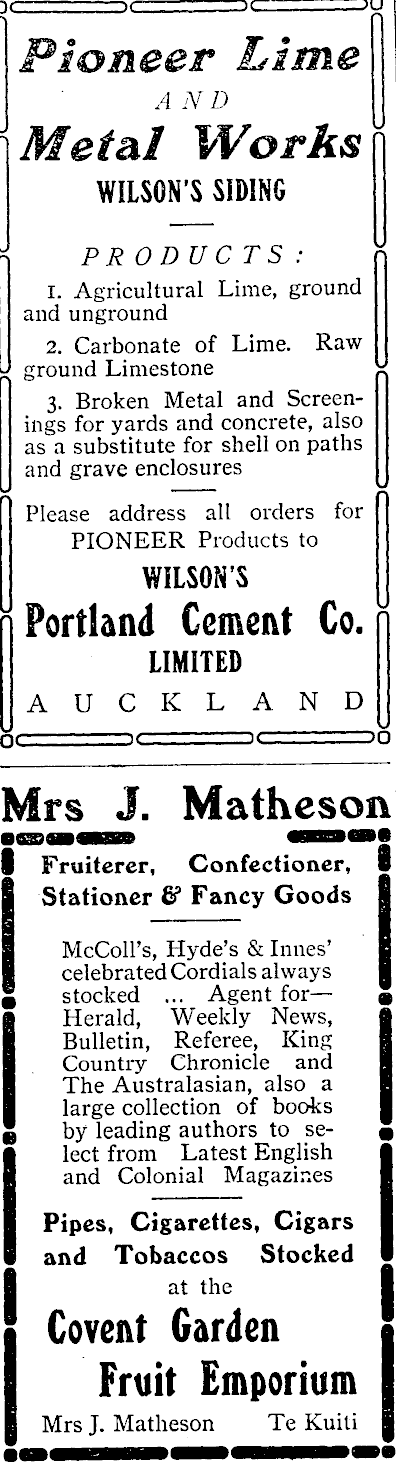 Pioneer Lime
AND
Metal Works
WILSON'S SIDING
PRODUCTS:
1. Agricultural Lime, ground
and unground
2. Carbonate of Lime. Raw
ground Limestone
3. Broken Metal and Screen-
ings for yards and concrete, also
as a substitute for shell on paths
and grave enclosures
Please address all orders for
PIONEER Products to
WILSON'S
Portland Cement Co.
LIMITED
AUCKLAND
Mrs J. Matheson
Fruiterer, Confectioner,
Stationer & Fancy Goods
McColl's, Hyde's & Innes'
celebrated Cordials always
stocked ... Agent for—
Herald, Weekly News,
Bulletin, Referee, King
Country Chronicle and
The Australasian, also a
large collection of books
by leading authors to se-
lect from Latest English
and Colonial Magazines
Pipes, Cigarettes, Cigars
and Tobaccos Stocked
at the
Covent Garden
Fruit Emporium
Mrs J. Matheson Te Kuiti